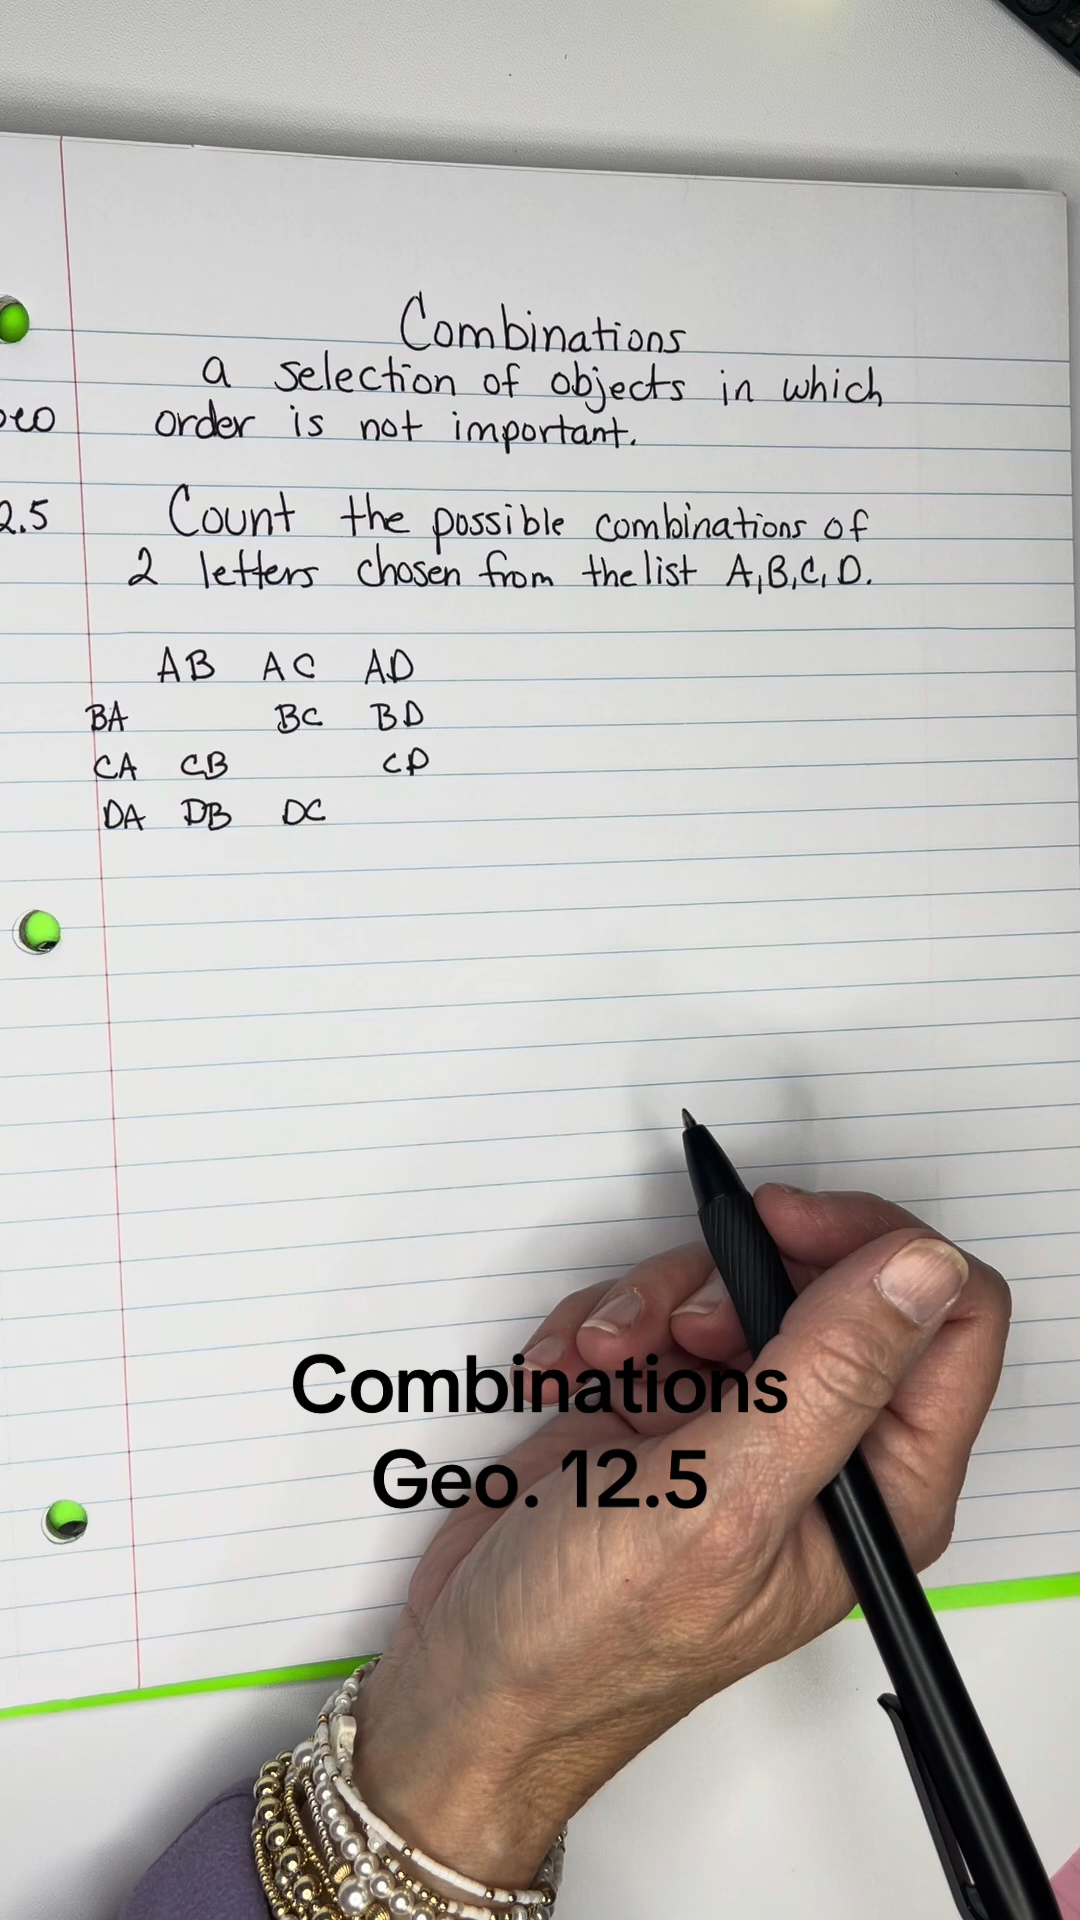 Combinations
a selection of objects in which
order is not important.
2.5 Count the possible combinations of
2 letters chosen from the list A,B,C,D.
AB AC AD
BA BC BD
CA CB CD
DA DB DC
Combinations
Geo. 12.5